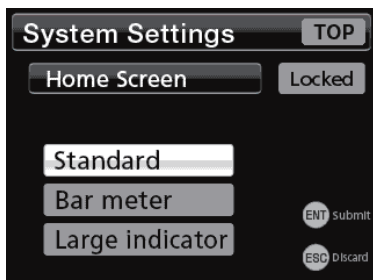 System Settings TOP
Home Screen Locked
Standard
Bar meter
ENT Submit
Large indicator
ESC Discard